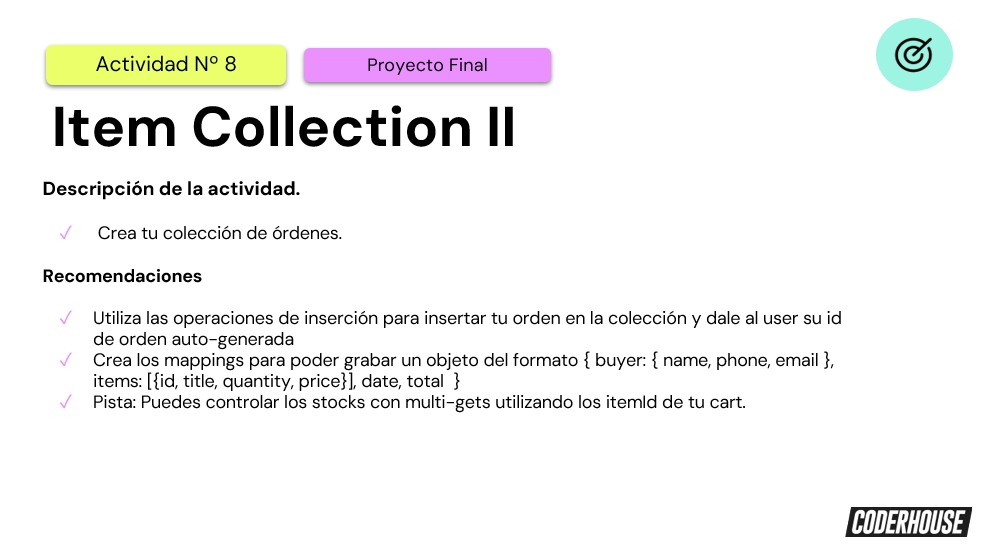 Actividad Nº 8
Proyecto Final
Item Collection II
Descripción de la actividad.
✓ Crea tu colección de órdenes.
Recomendaciones
✓ Utiliza las operaciones de inserción para insertar tu orden en la colección y dale al user su id
de orden auto-generada
✓ Crea los mappings para poder grabar un objeto del formato { buyer: { name, phone, email },
items: [{id, title, quantity, price}], date, total }
✓ Pista: Puedes controlar los stocks con multi-gets utilizando los itemId de tu cart.
CODERHOUSE